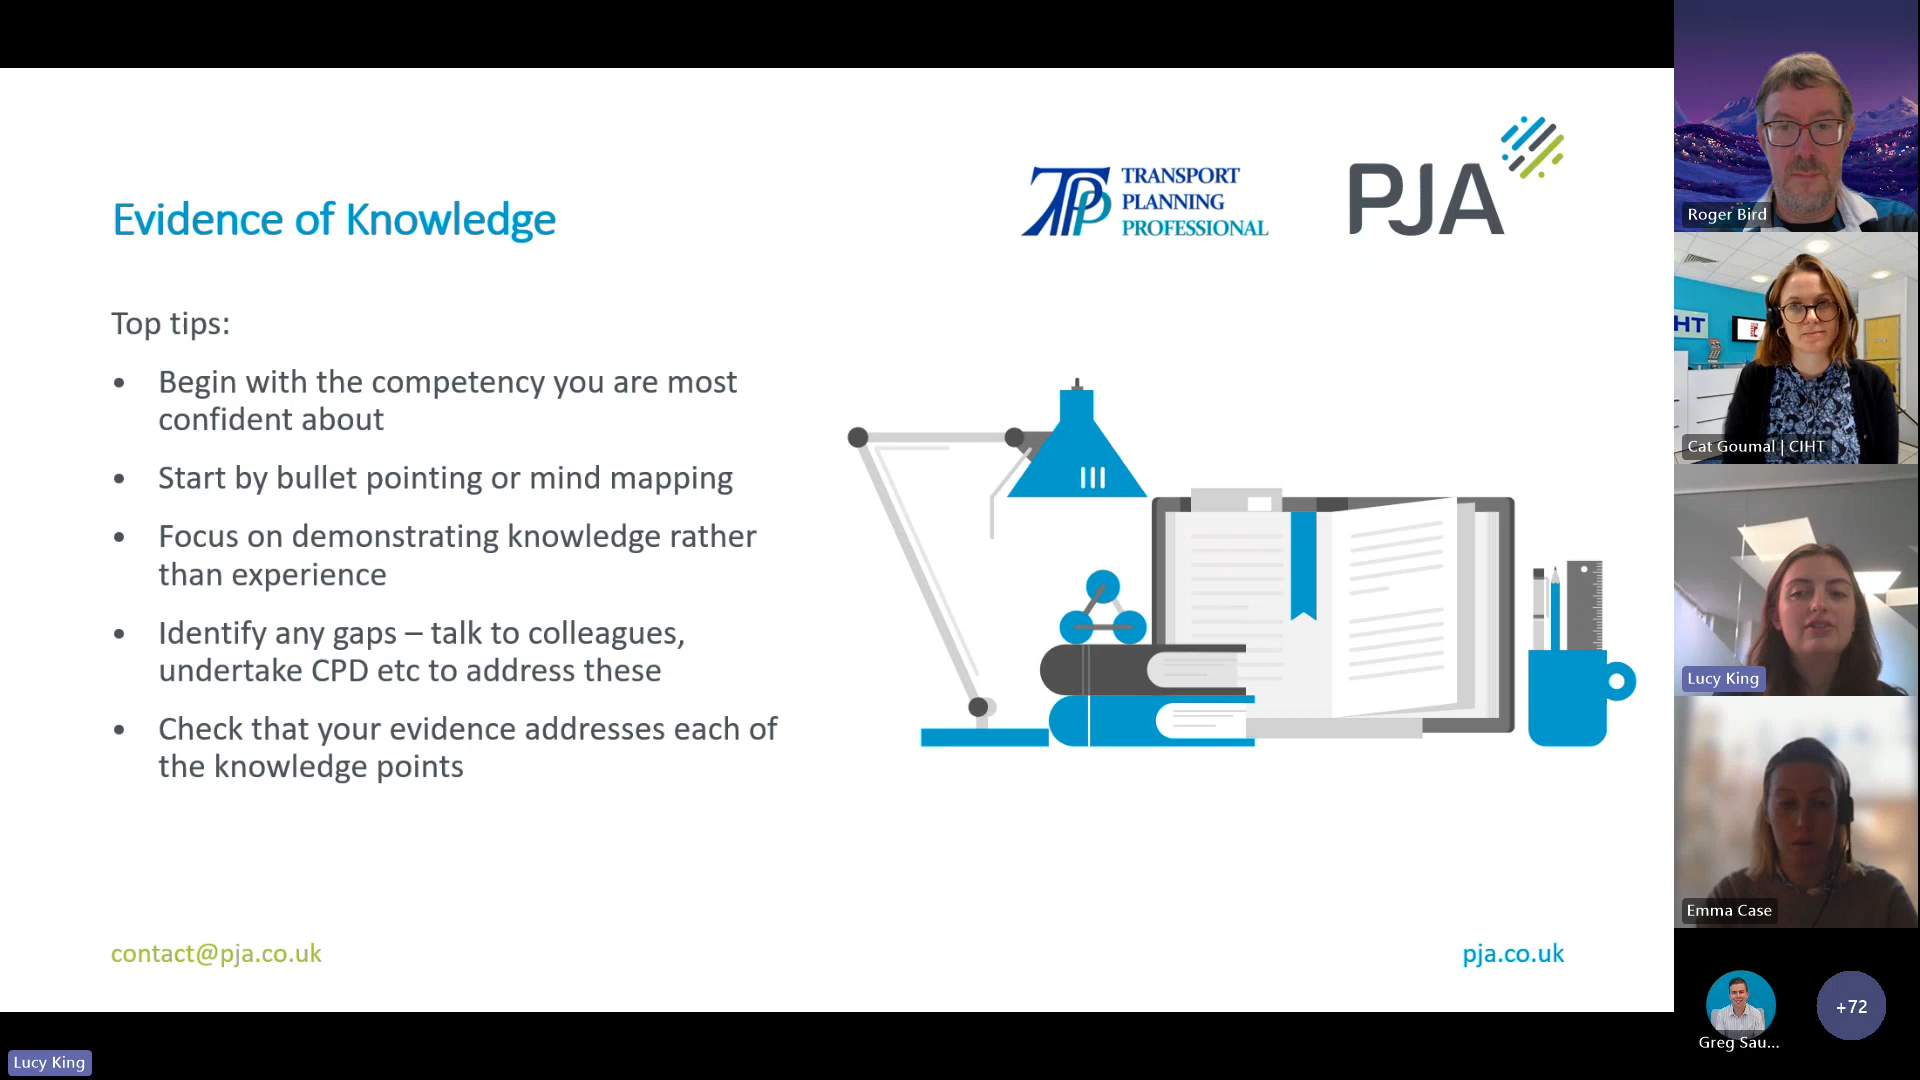 Evidence of Knowledge
TPP
TRANSPORT
PLANNING
PROFESSIONAL
PJA
Top tips:
• Begin with the competency you are most
confident about
• Start by bullet pointing or mind mapping
• Focus on demonstrating knowledge rather
than experience
• Identify any gaps – talk to colleagues,
undertake CPD etc to address these
• Check that your evidence addresses each of
the knowledge points
contact@pja.co.uk
pja.co.uk
Lucy King
Roger Bird
HT
Cat Goumal | CIHT
Lucy King
Emma Case
Greg Sau...
+72